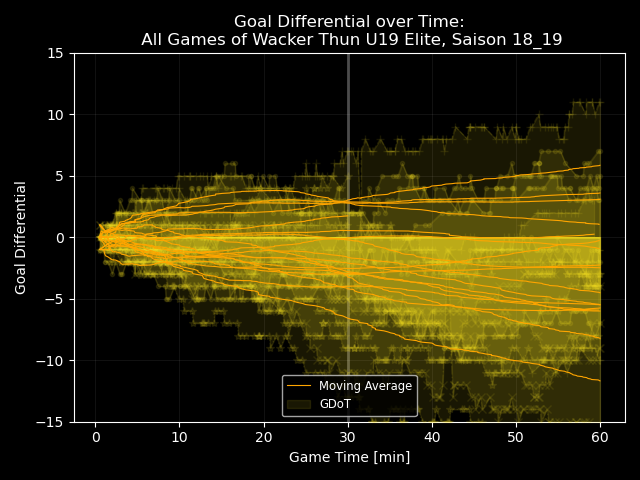 Goal Differential over Time:
All Games of Wacker Thun U19 Elite, Saison 18_19
15
10
5
0
−5
−10
−15
Goal Differential
0
10
20
30
40
50
60
Game Time [min]
Moving Average
GDoT